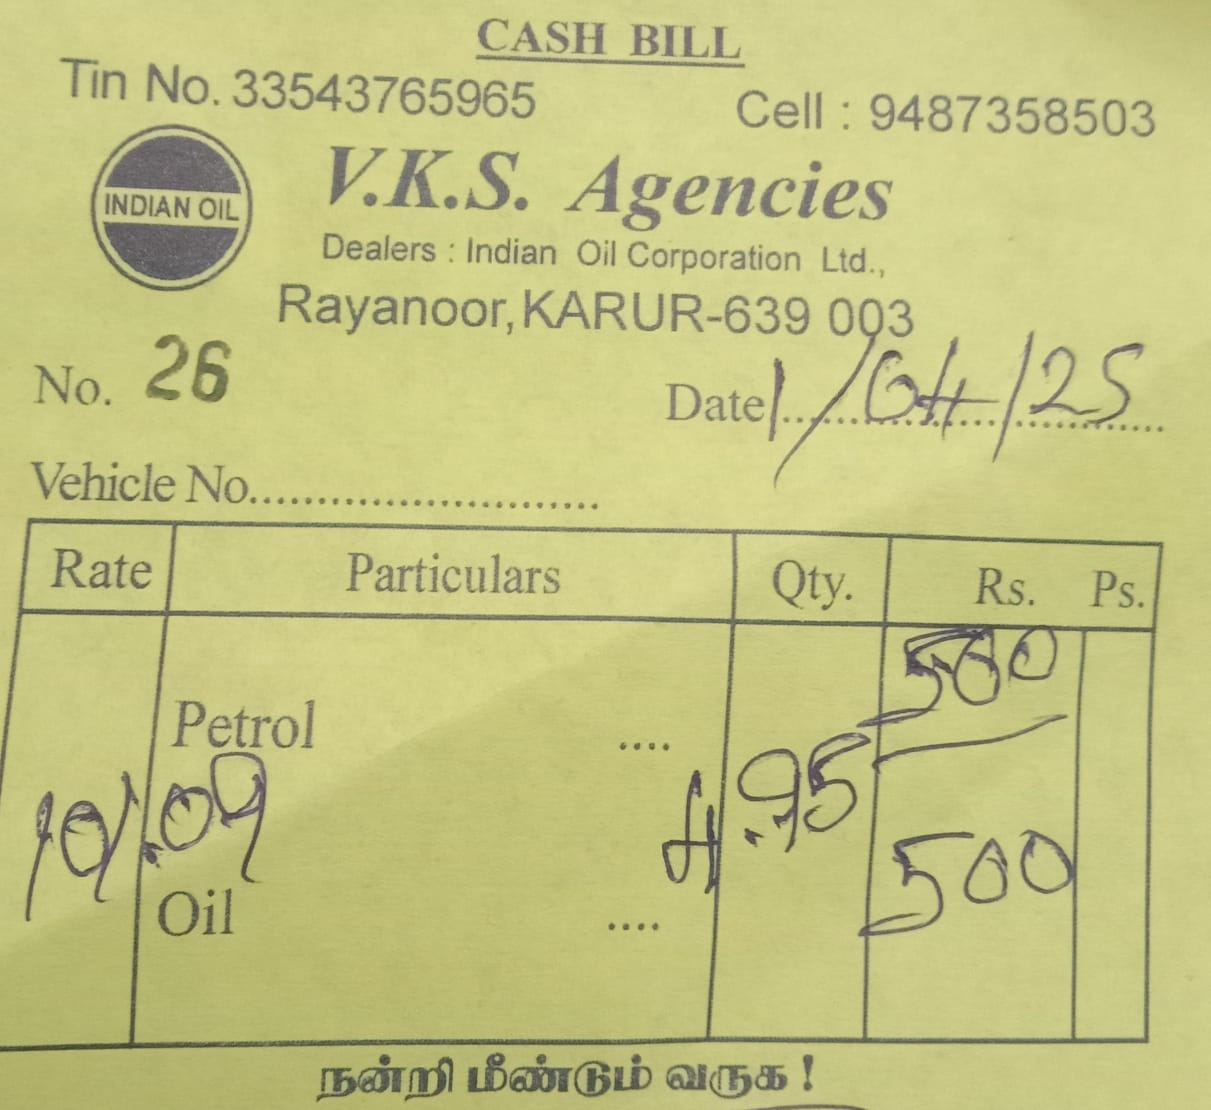 CASH BILL
Tin No. 33543765965 Cell : 9487358503
INDIAN OIL
V.K.S. Agencies
Dealers : Indian Oil Corporation Ltd.,
Rayanoor, KARUR-639 003
No. 26 Date 1/04/25
Vehicle No..........................
Rate Particulars Qty. Rs. Ps.
500
Petrol ....
101.09 4.95 500
Oil ....
நன்றி மீண்டும் வருக !